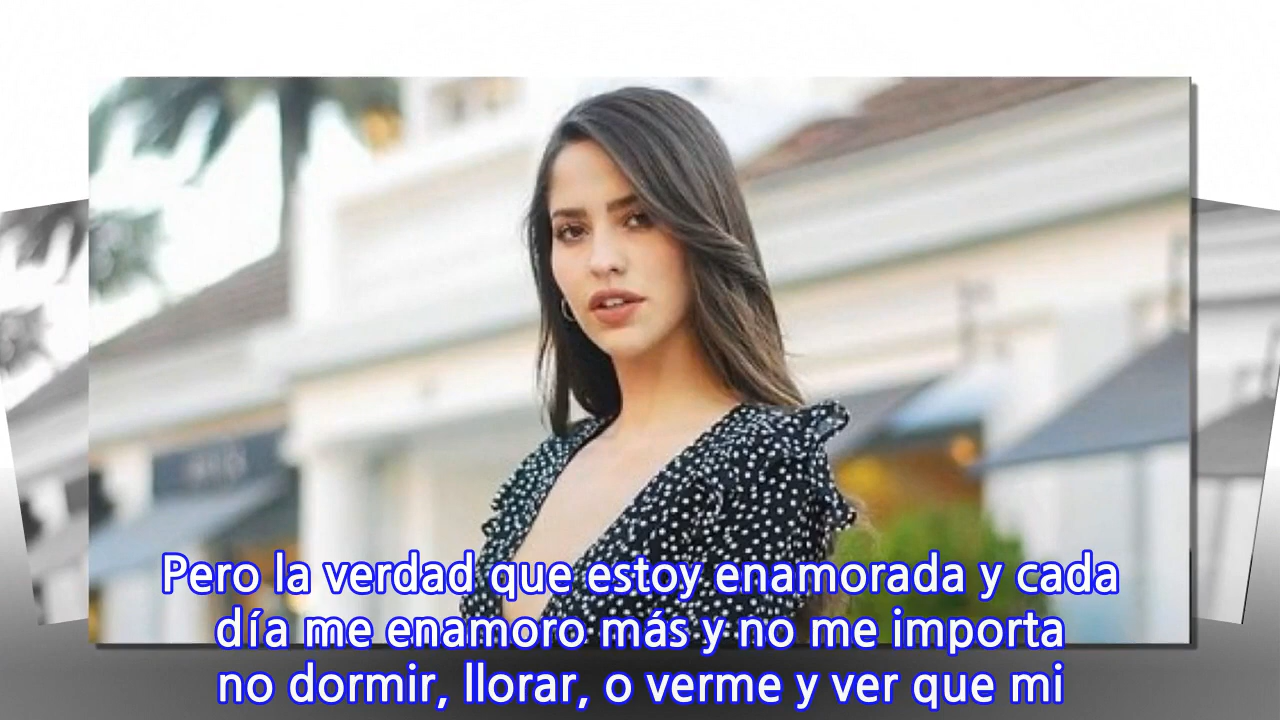 Pero la verdad que estoy enamorada y cada
día me enamoro más y no me importa
no dormir, llorar, o verme y ver que mi